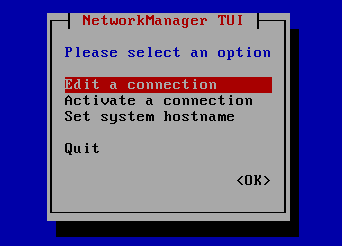 NetworkManager TUI
Please select an option
Edit a connection
Activate a connection
Set system hostname
Quit
<OK>